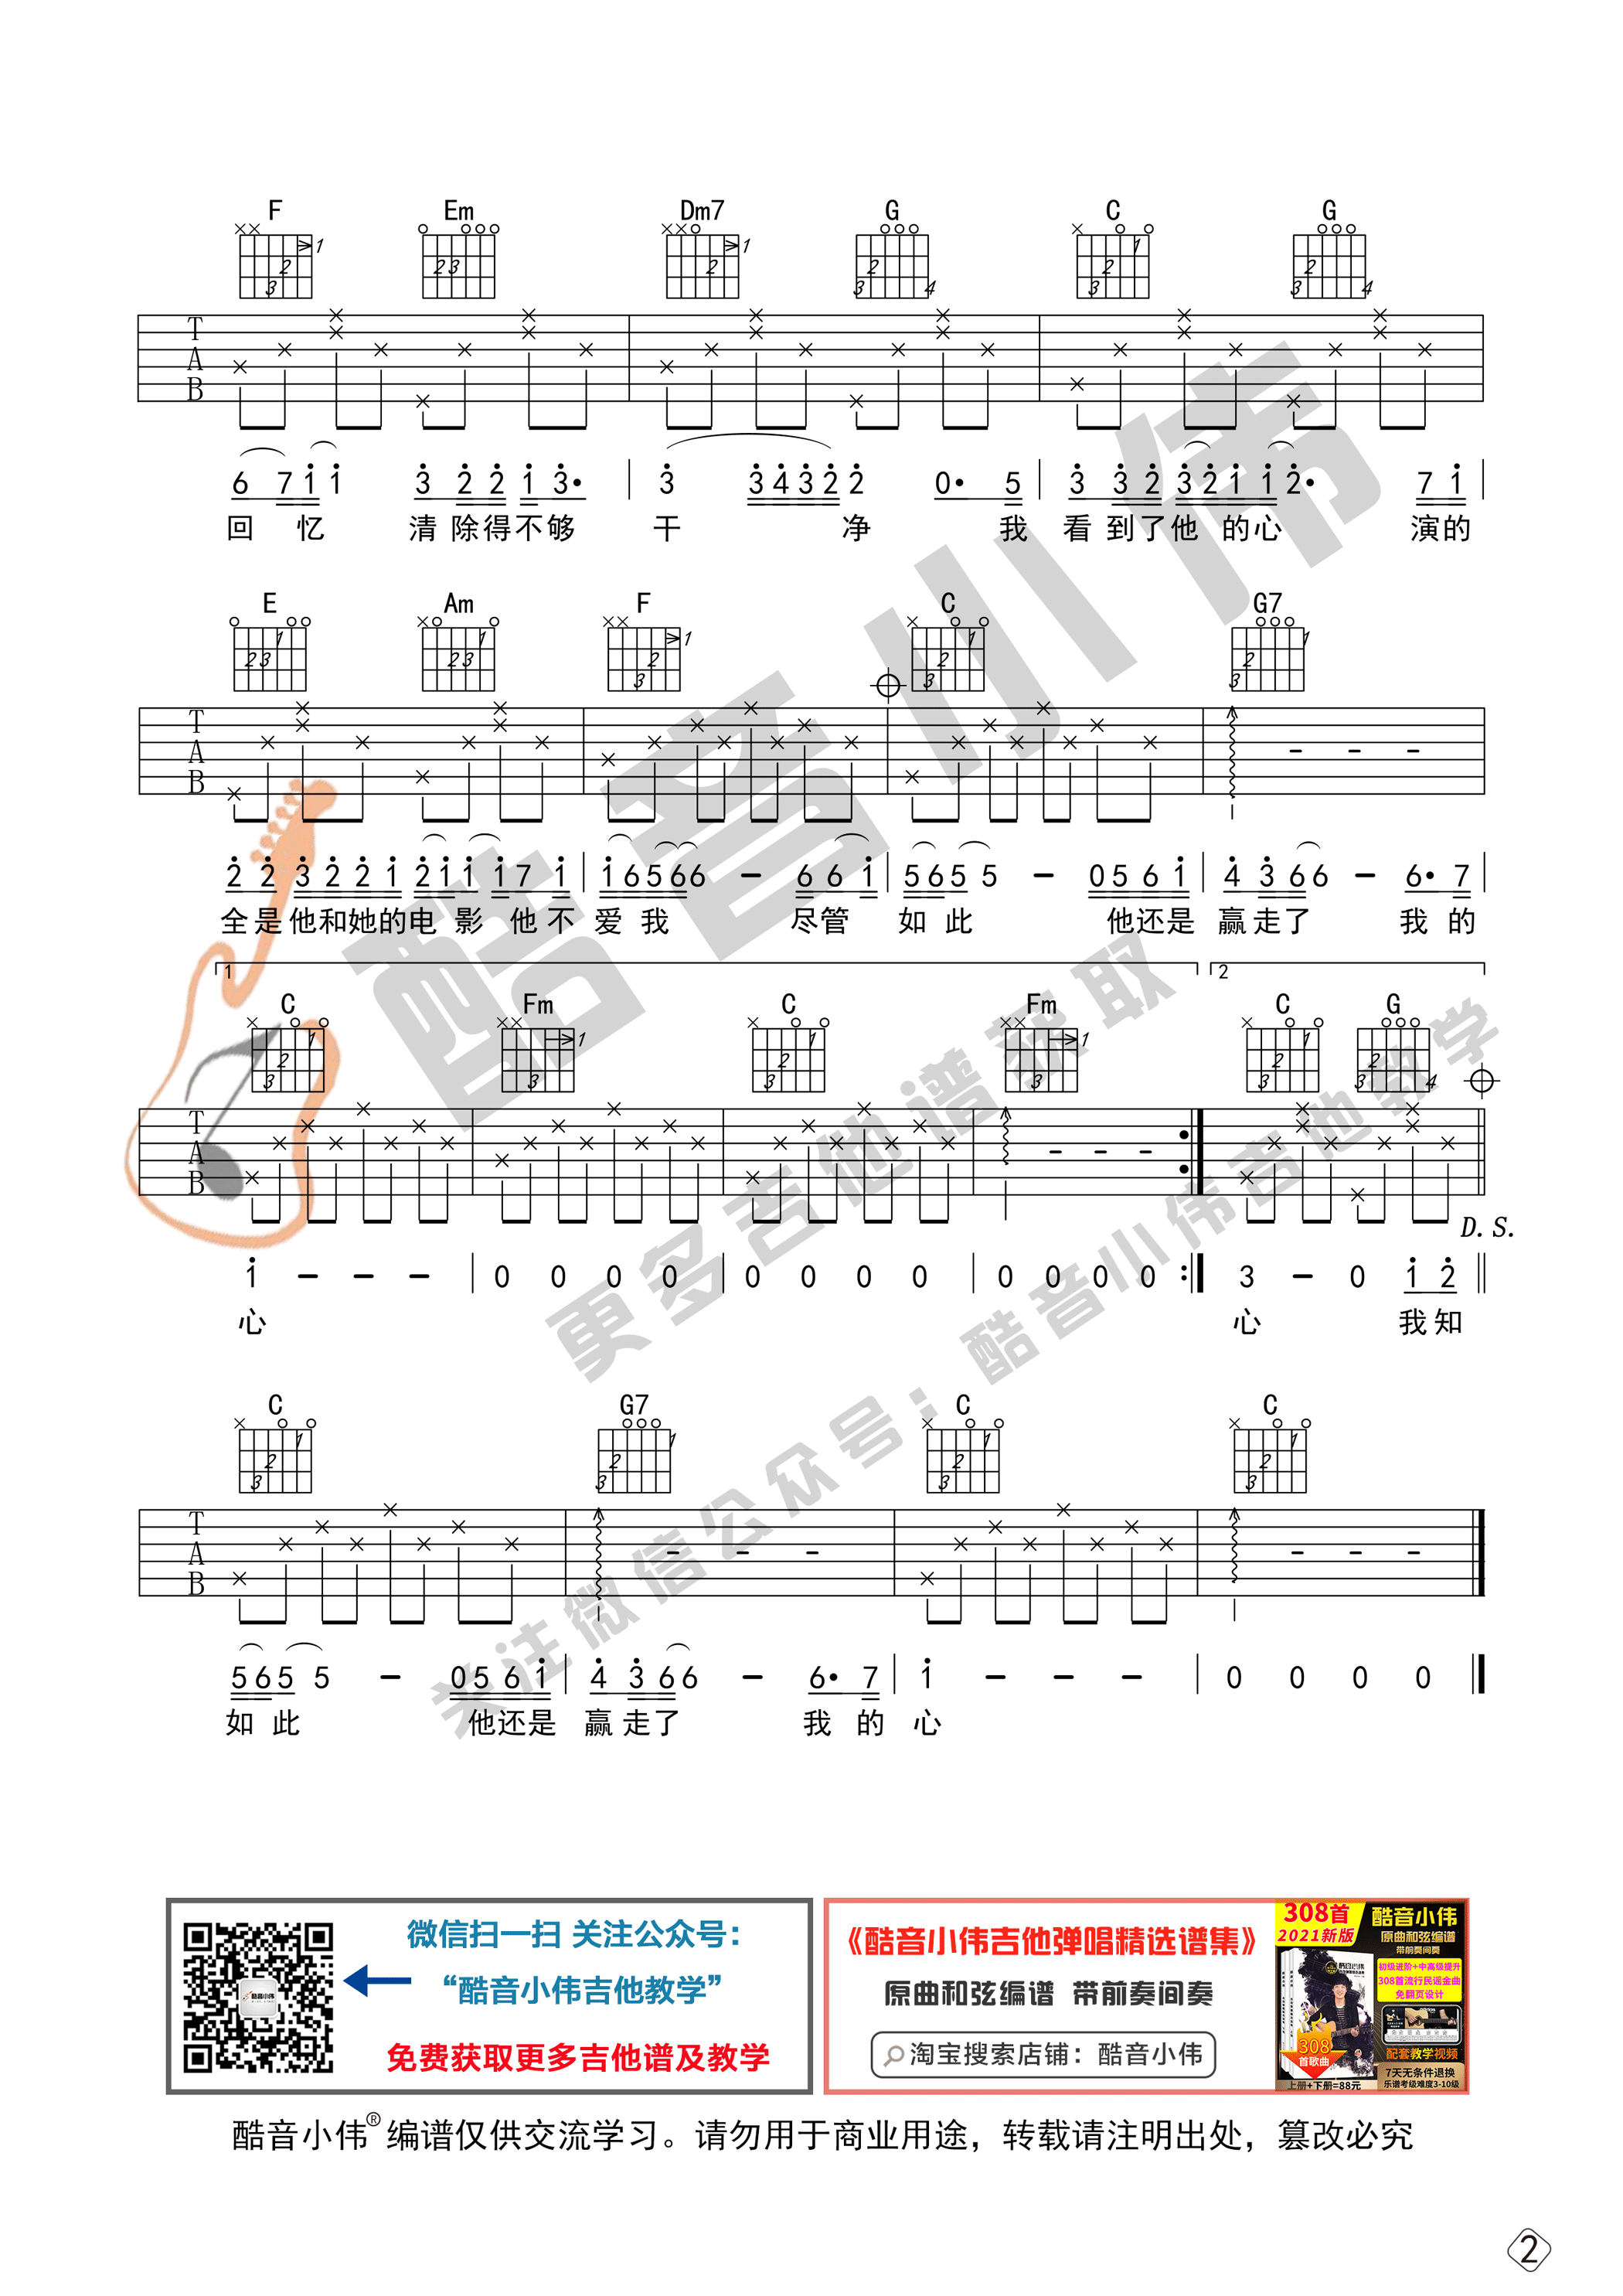 F Em Dm7 G C G
T
A
B
6 7 1 1 3 2 2 1 3· | 3 3 4 3 2 2 0· 5 | 3 3 2 3 2 1 1 2· 7 1 |
回 忆 清 除得不够 干 净 我 看 到了他 的心 演的
E Am F C G7
T
A
B
2 2 3 2 2 1 2 1 1 1 7 1 | 1 6 5 6 6 - 6 6 1 | 5 6 5 5 - 0 5 6 1 | 4 3 6 6 - 6· 7 |
全是他和她的电 影 他不 爱 我 尽管 如 此 他还是 赢走了 我 的
1 2
C Fm C Fm C G
T
A
B
D. S.
1 - - - | 0 0 0 0 | 0 0 0 0 | 0 0 0 0 :‖ 3 - 0 1 2 ‖
心 心 我知
C G7 C C
T
A
B
5 6 5 5 - 0 5 6 1 | 4 3 6 6 - 6· 7 | 1 - - - | 0 0 0 0 ‖
如 此 他还是 赢走了 我 的 心
酷音小伟
更多吉他谱获取
关注微信公众号：酷音小伟吉他教学
微信扫一扫 关注公众号：
“酷音小伟吉他教学”
免费获取更多吉他谱及教学
酷音小伟
《酷音小伟吉他弹唱精选谱集》
原曲和弦编谱 带前奏间奏
淘宝搜索店铺：酷音小伟
308首
2021新版
酷音小伟
原曲和弦编谱
带前奏间奏
初级进阶+中高级提升
308首流行民谣金曲
免翻页设计
308
首歌曲
配套教学视频
上册+下册=88元
7天无条件退换
乐谱考级难度3-10级
酷音小伟®编谱仅供交流学习。请勿用于商业用途，转载请注明出处，篡改必究
2